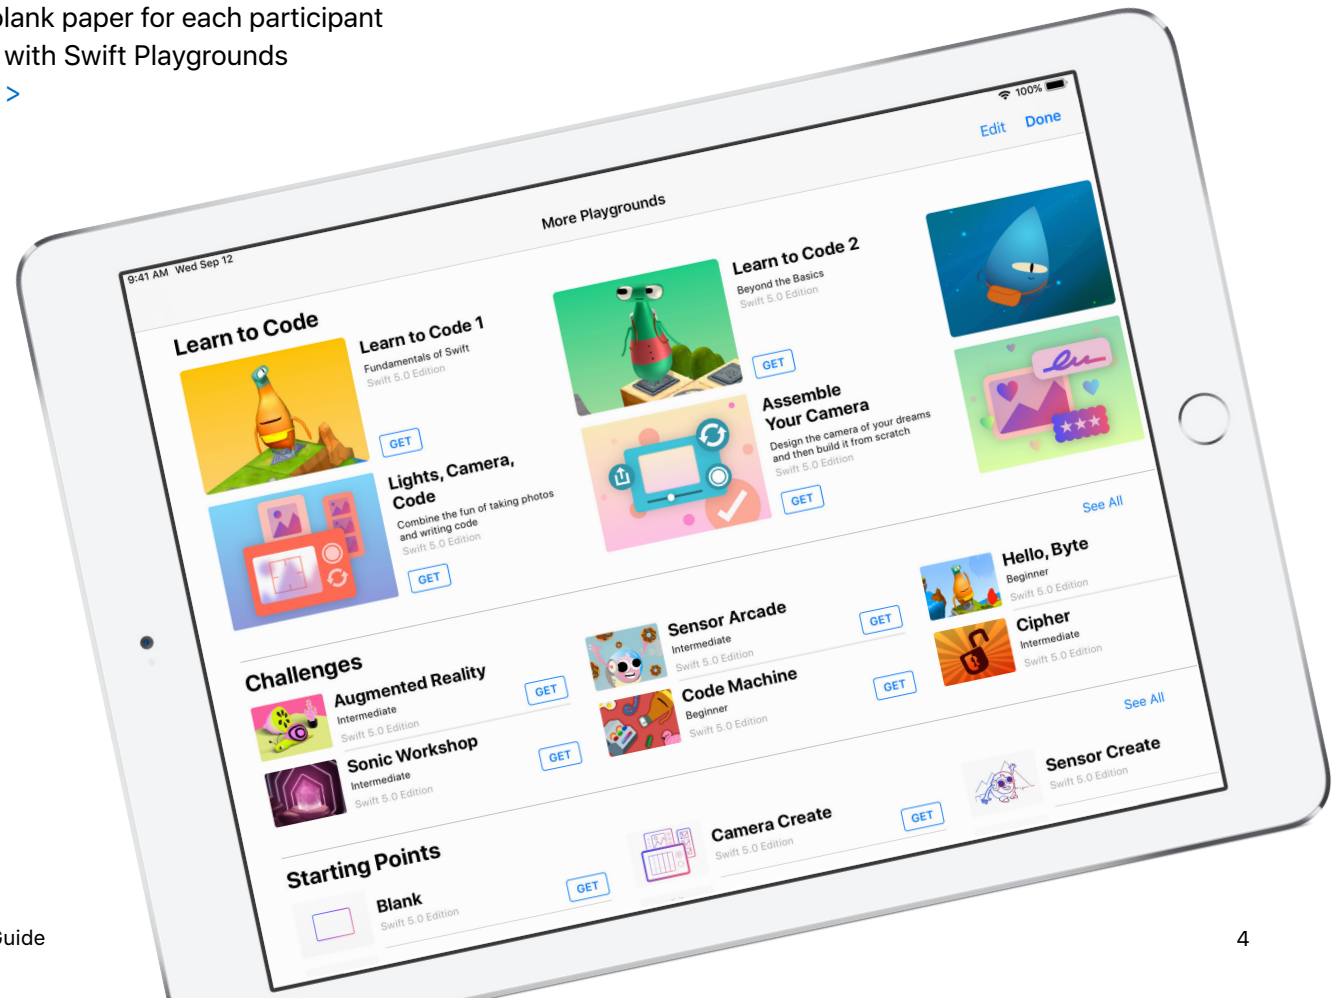 lank paper for each participant
with Swift Playgrounds
>
9:41 AM Wed Sep 12
100%
Edit Done
More Playgrounds
Learn to Code
Learn to Code 1
Fundamentals of Swift
Swift 5.0 Edition
GET
Learn to Code 2
Beyond the Basics
Swift 5.0 Edition
GET
Lights, Camera,
Code
Combine the fun of taking photos
and writing code
Swift 5.0 Edition
GET
Assemble
Your Camera
Design the camera of your dreams
and then build it from scratch
Swift 5.0 Edition
GET
See All
Challenges
Augmented Reality
Intermediate
Swift 5.0 Edition
GET
Sensor Arcade
Intermediate
Swift 5.0 Edition
GET
Hello, Byte
Beginner
Swift 5.0 Edition
Sonic Workshop
Intermediate
Swift 5.0 Edition
GET
Code Machine
Beginner
Swift 5.0 Edition
GET
Cipher
Intermediate
Swift 5.0 Edition
See All
Starting Points
Blank
Swift 5.0 Edition
GET
Camera Create
Swift 5.0 Edition
GET
Sensor Create
Swift 5.0 Edition
Guide
4